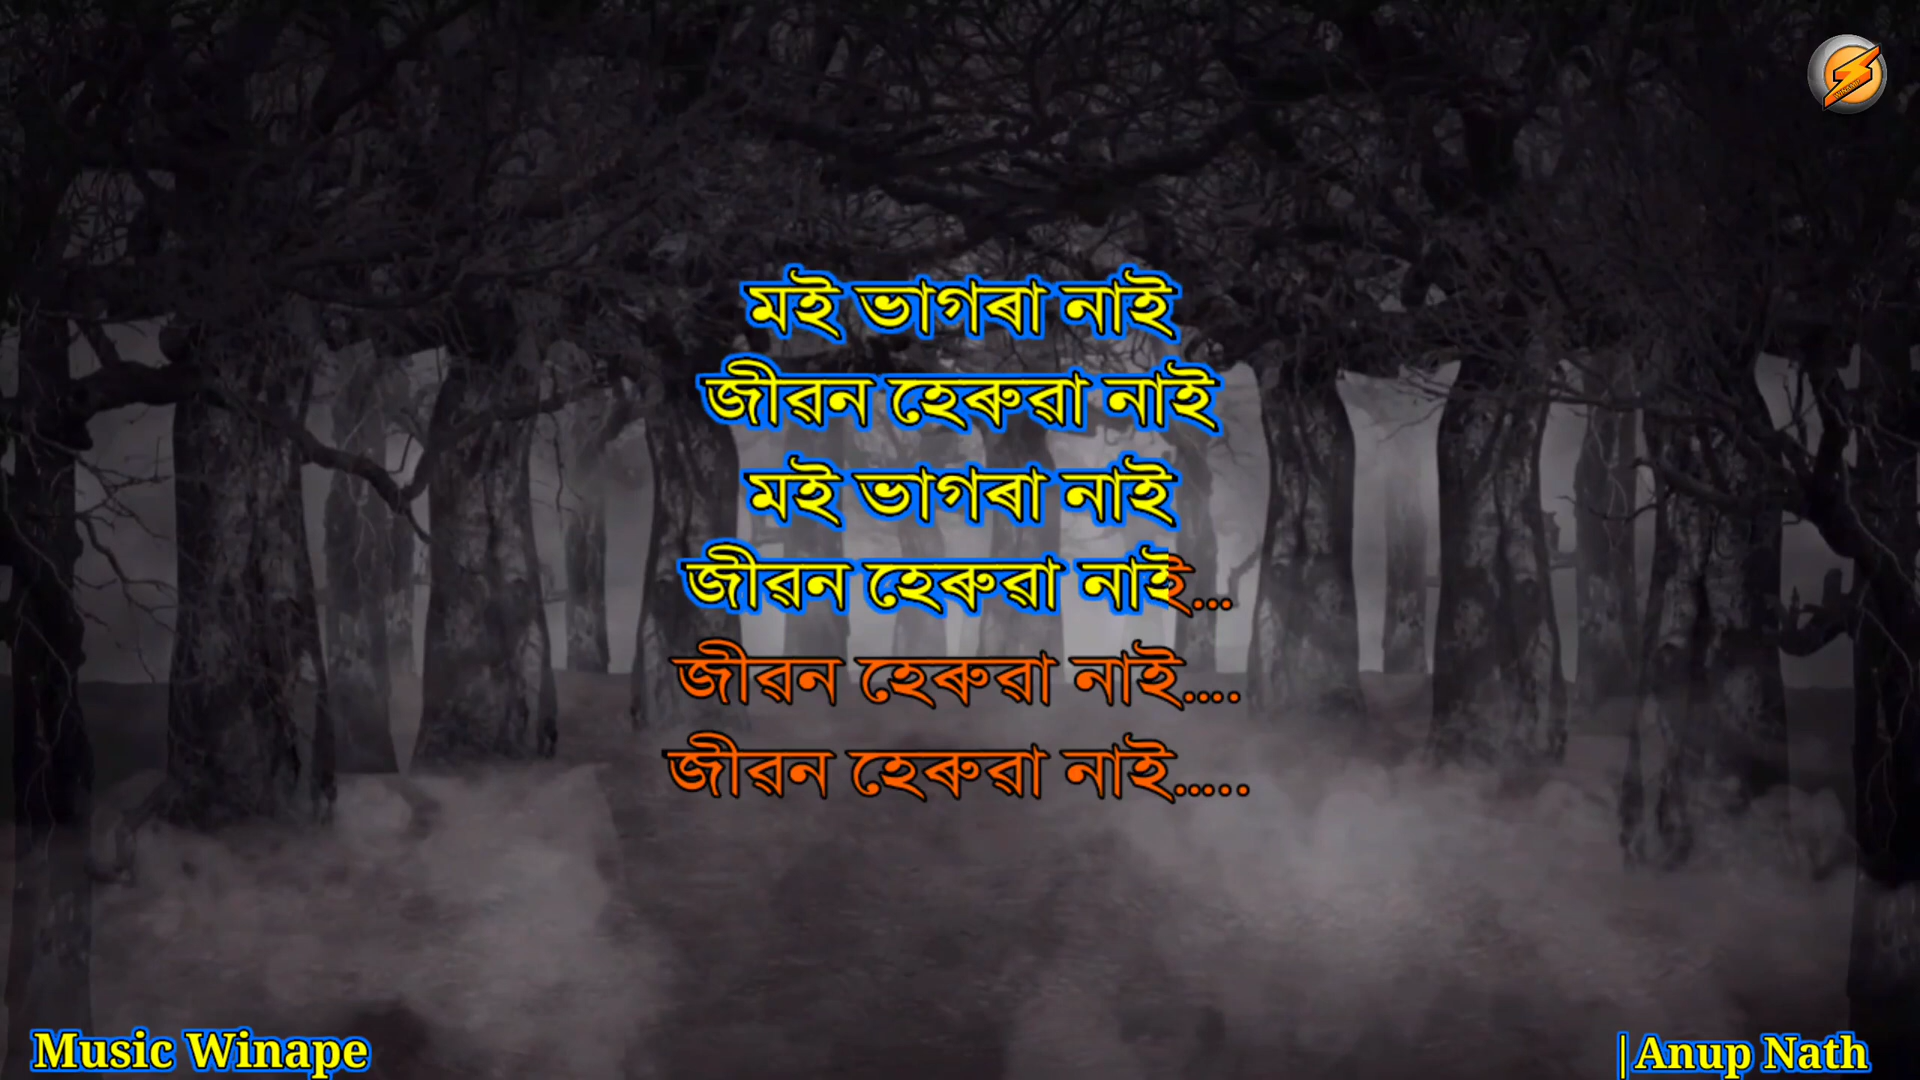 মই ভাগৰা নাই
জীৱন হেৰুৱা নাই
মই ভাগৰা নাই
জীৱন হেৰুৱা নাই...
জীৱন হেৰুৱা নাই....
জীৱন হেৰুৱা নাই.....
Music Winape
|Anup Nath